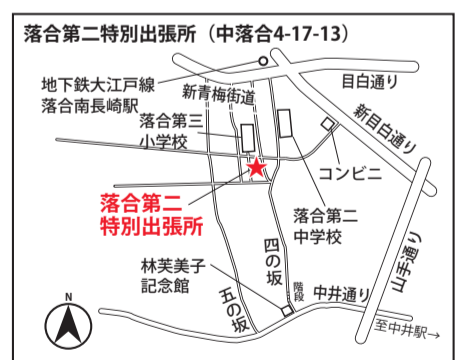 落合第二特別出張所（中落合4-17-13）
地下鉄大江戸線
落合南長崎駅
新青梅街道
目白通り
新目白通り
落合第三
小学校
コンビニ
落合第二
特別出張所
落合第二
中学校
四の坂
山手通り
林芙美子
記念館
五の坂
階段
中井通り
至中井駅→
N